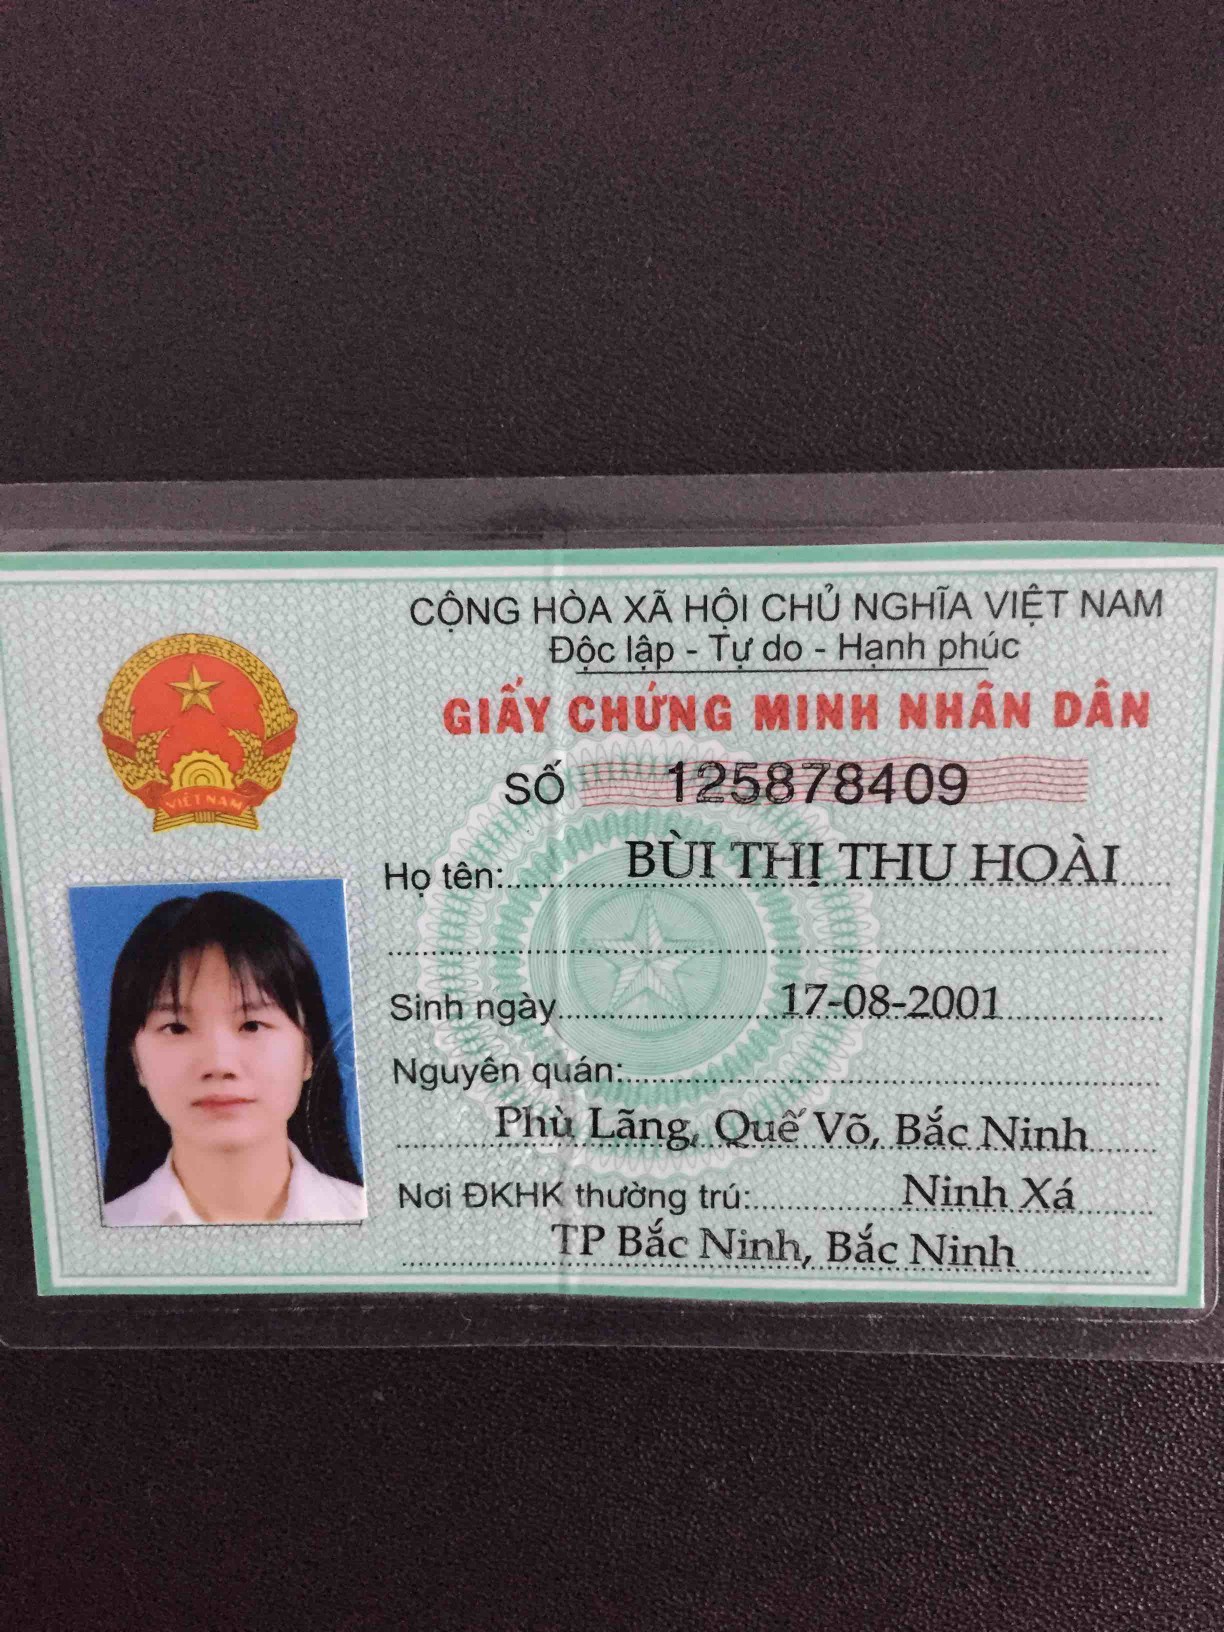 CỘNG HÒA XÃ HỘI CHỦ NGHĨA VIỆT NAM
Độc lập - Tự do - Hạnh phúc
GIẤY CHỨNG MINH NHÂN DÂN
SỐ 125878409
VIỆT NAM
Họ tên: BÙI THỊ THU HOÀI
Sinh ngày 17-08-2001
Nguyên quán:
Phù Lãng, Quế Võ, Bắc Ninh
Nơi ĐKHK thường trú: Ninh Xá
TP Bắc Ninh, Bắc Ninh